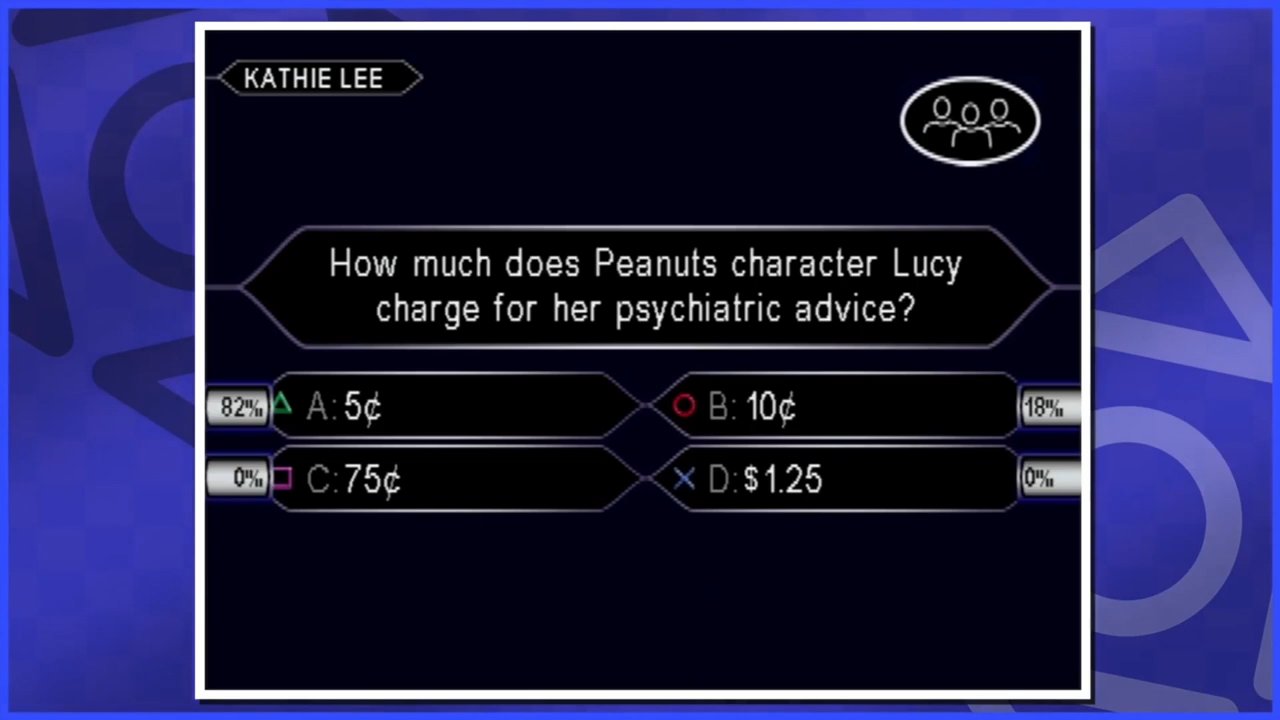 KATHIE LEE
How much does Peanuts character Lucy
charge for her psychiatric advice?
82% A: 5¢ B: 10¢ 18%
0% C: 75¢ D: $1.25 0%